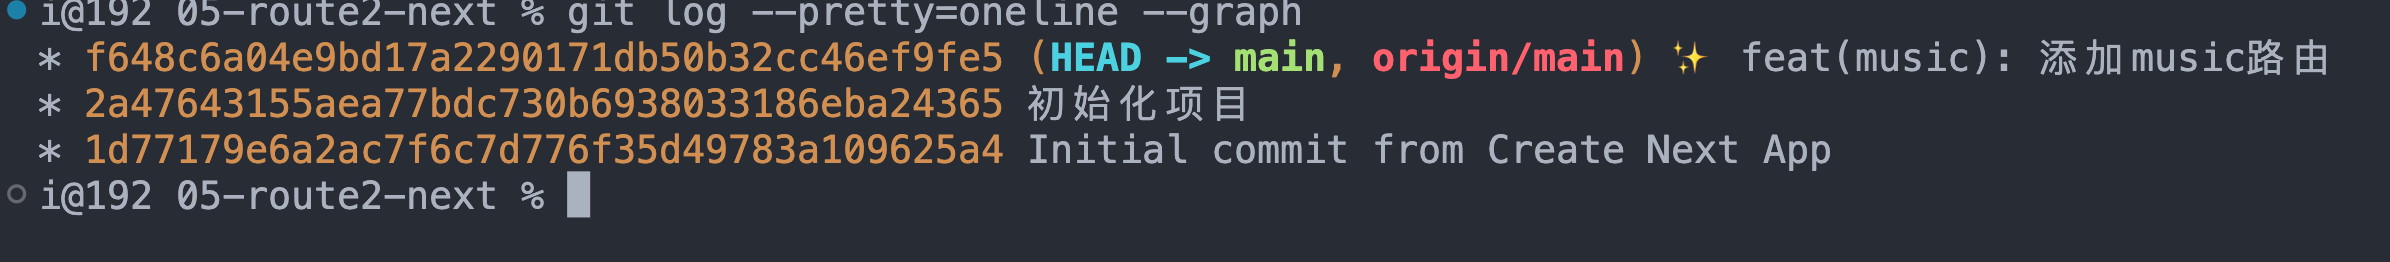 i@192 05-route2-next % git log --pretty=oneline --graph
* f648c6a04e9bd17a2290171db50b32cc46ef9fe5 (HEAD -> main, origin/main) ✨ feat(music): 添加music路由
* 2a47643155aea77bdc730b6938033186eba24365 初始化项目
* 1d77179e6a2ac7f6c7d776f35d49783a109625a4 Initial commit from Create Next App
i@192 05-route2-next %